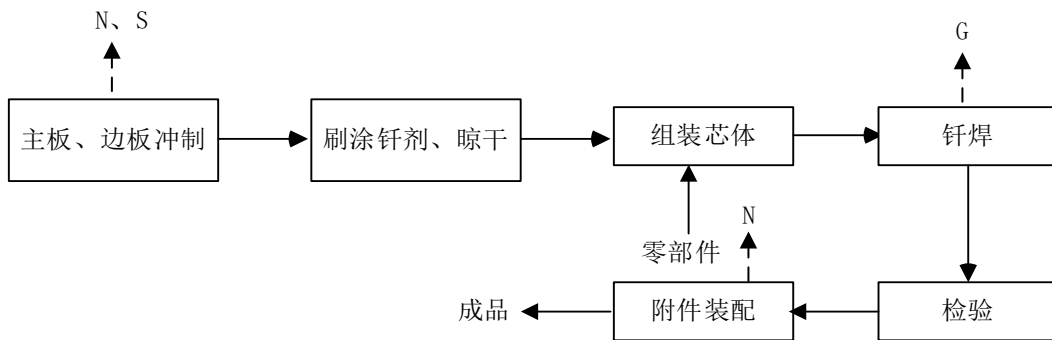 N、S
G
主板、边板冲制
刷涂钎剂、晾干
组装芯体
钎焊
零部件
N
成品
附件装配
检验